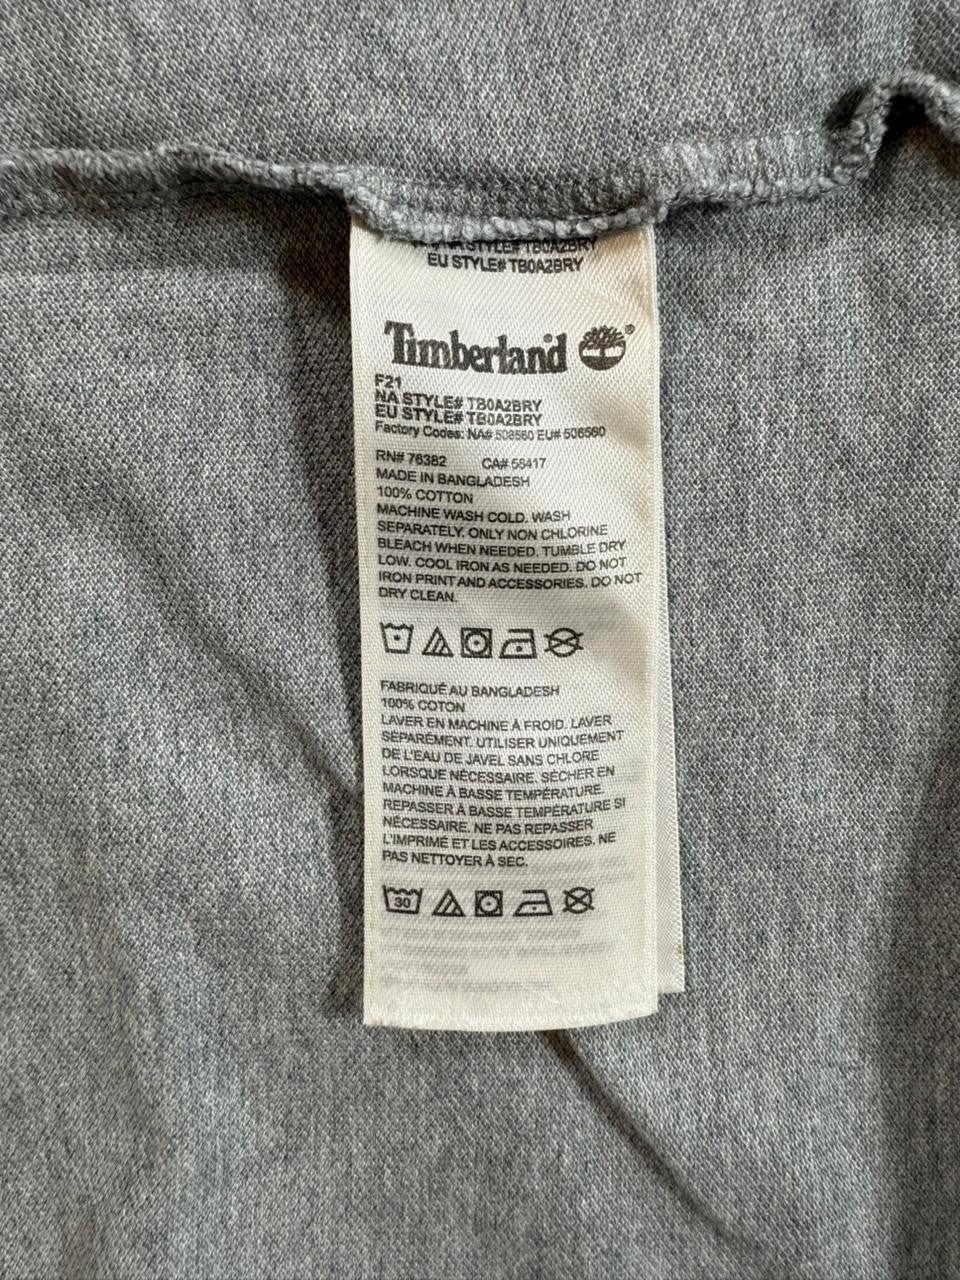 NA STYLE# TB0A2BRY
EU STYLE# TB0A2BRY
Timberland ®
F21
NA STYLE# TB0A2BRY
EU STYLE# TB0A2BRY
Factory Codes: NA# 508560 EU# 506560
RN# 76382 CA# 56417
MADE IN BANGLADESH
100% COTTON
MACHINE WASH COLD. WASH
SEPARATELY. ONLY NON CHLORINE
BLEACH WHEN NEEDED. TUMBLE DRY
LOW. COOL IRON AS NEEDED. DO NOT
IRON PRINT AND ACCESSORIES. DO NOT
DRY CLEAN.
FABRIQUÉ AU BANGLADESH
100% COTON
LAVER EN MACHINE À FROID. LAVER
SÉPARÉMENT. UTILISER UNIQUEMENT
DE L'EAU DE JAVEL SANS CHLORE
LORSQUE NÉCESSAIRE. SÉCHER EN
MACHINE À BASSE TEMPÉRATURE.
REPASSER À BASSE TEMPÉRATURE SI
NÉCESSAIRE. NE PAS REPASSER
L'IMPRIMÉ ET LES ACCESSOIRES. NE
PAS NETTOYER À SEC.
30